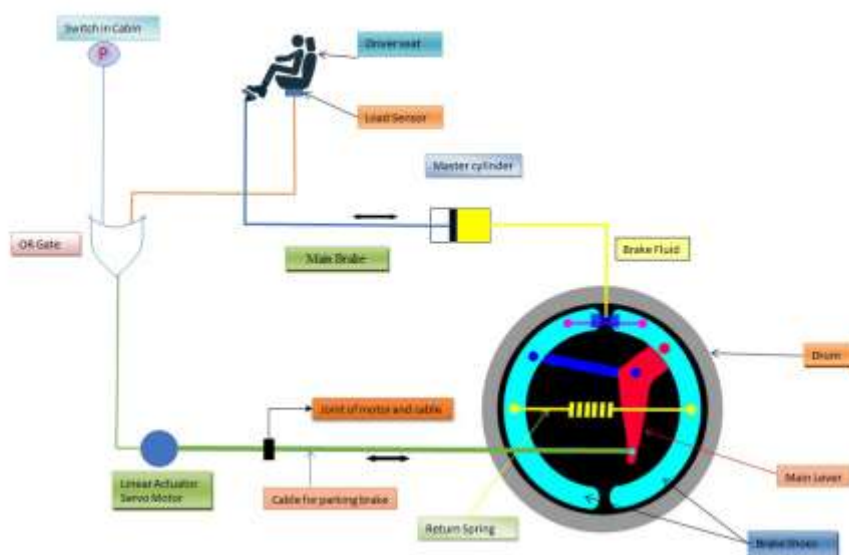 Switch in Cabin
P
Driver seat
Load Sensor
Master cylinder
OR Gate
Main Brake
Brake Fluid
Drum
Joint of motor and cable
Linear Actuator
Servo Motor
Cable for parking brake
Main Lever
Return Spring
Brake Shoes